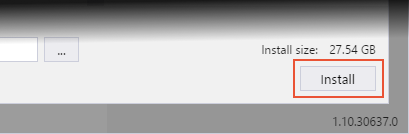 ...
Install size: 27.54 GB
Install
1.10.30637.0